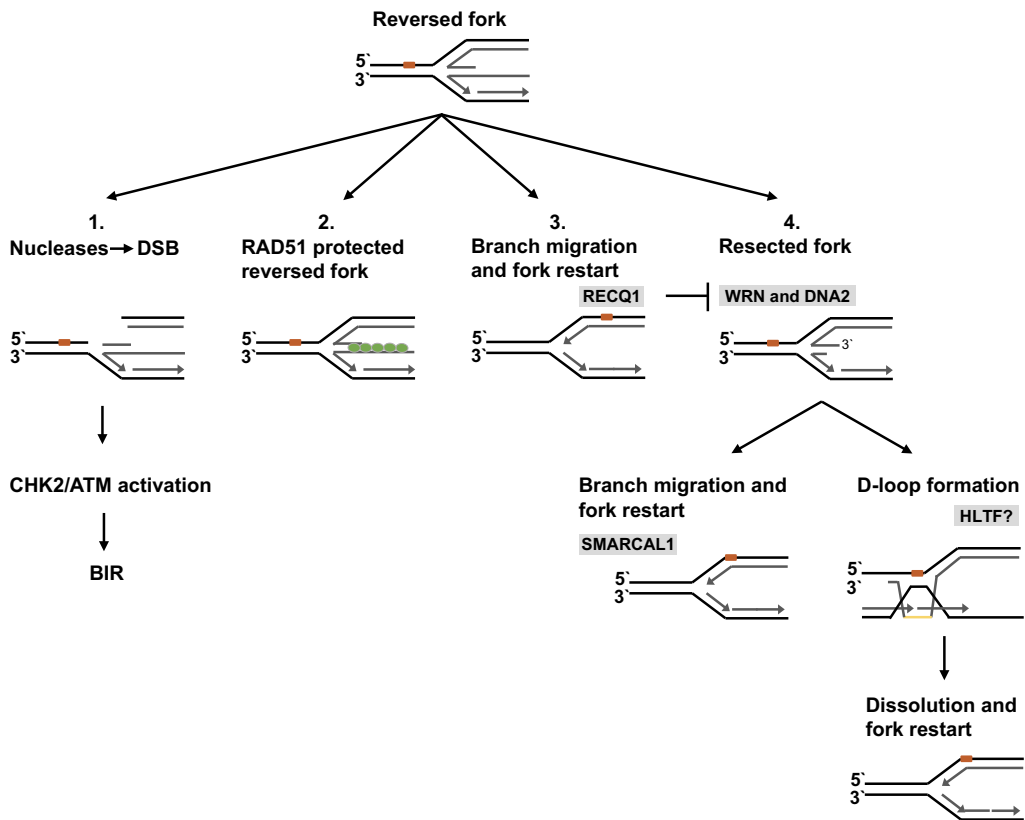 Reversed fork
5`
3`
1.
Nucleases→DSB
2.
RAD51 protected
reversed fork
3.
Branch migration
and fork restart
RECQ1
4.
Resected fork
WRN and DNA2
5`
3`
5`
3`
5`
3`
5`
3`
3`
CHK2/ATM activation
BIR
Branch migration and
fork restart
SMARCAL1
5`
3`
D-loop formation
HLTF?
5`
3`
Dissolution and
fork restart
5`
3`